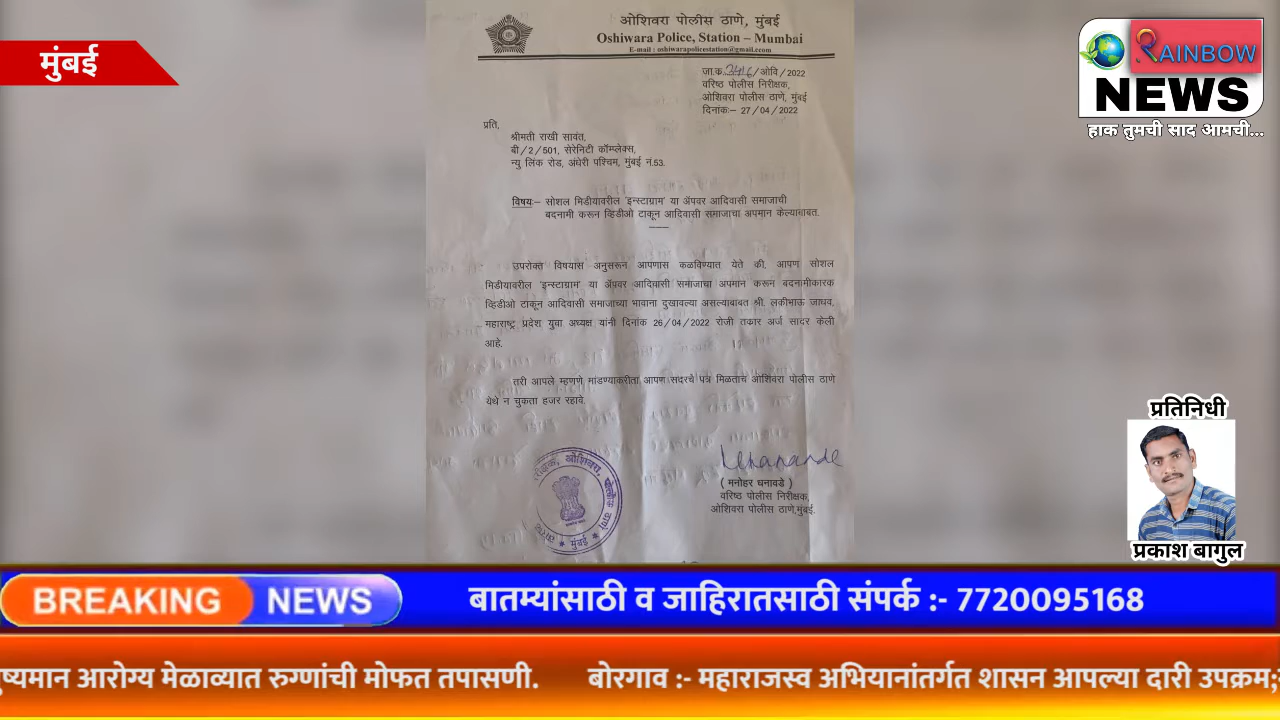 मुंबई
RAINBOW
NEWS
हाक तुमची साद आमची...
ओशिवरा पोलीस ठाणे, मुंबई
Oshiwara Police, Station – Mumbai
E-mail : oshiwarapolicestation@gmail.com
जा.क. /ओवि/2022
वरिष्ठ पोलीस निरीक्षक,
ओशिवरा पोलीस ठाणे, मुंबई
दिनांकः– 27/04/2022
प्रति,
श्रीमती राखी सावंत,
बी/2/501, सेरेनिटी कॉम्प्लेक्स,
न्यु लिंक रोड, अंधेरी पश्चिम, मुंबई नं.53.
विषयः– सोशल मिडीयावरील 'इन्स्टाग्राम' या ॲपवर आदिवासी समाजाची
बदनामी करून व्हिडीओ टाकून आदिवासी समाजाचा अपमान केल्याबाबत.
उपरोक्त विषयास अनुसरून आपणास कळविण्यात येते की, आपण सोशल
मिडीयावरील 'इन्स्टाग्राम' या ॲपवर आदिवासी समाजाचा अपमान करून बदनामीकारक
व्हिडीओ टाकून आदिवासी समाजाच्या भावाना दुखावल्या असल्याबाबत श्री. लकीभाऊ जाधव,
महाराष्ट्र प्रदेश युवा अध्यक्ष यांनी दिनांक 26/04/2022 रोजी तकार अर्ज सादर केली
आहे.
तरी आपले म्हणणे मांडण्याकरीता आपण सदरचे पत्र मिळताच ओशिवरा पोलीस ठाणे
येथे न चुकता हजर रहावे.
( मनोहर धनावडे )
वरिष्ठ पोलीस निरीक्षक,
ओशिवरा पोलीस ठाणे,मुंबई.
प्रतिनिधी
प्रकाश बागुल
BREAKING NEWS
बातम्यांसाठी व जाहिरातसाठी संपर्क :- 7720095168
ष्यमान आरोग्य मेळाव्यात रुग्णांची मोफत तपासणी. बोरगाव :- महाराजस्व अभियानांतर्गत शासन आपल्या दारी उपक्रम;